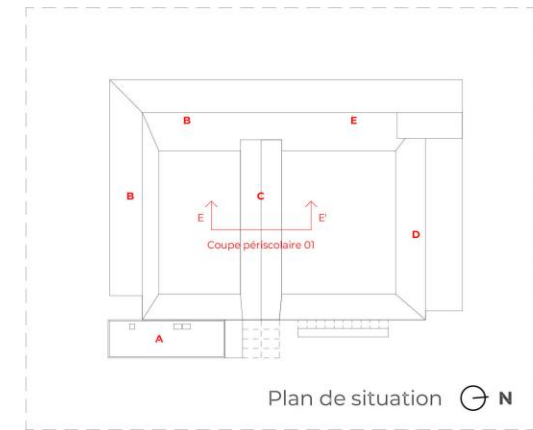 B E
B C
E E'
D
Coupe périscolaire 01
A
Plan de situation N